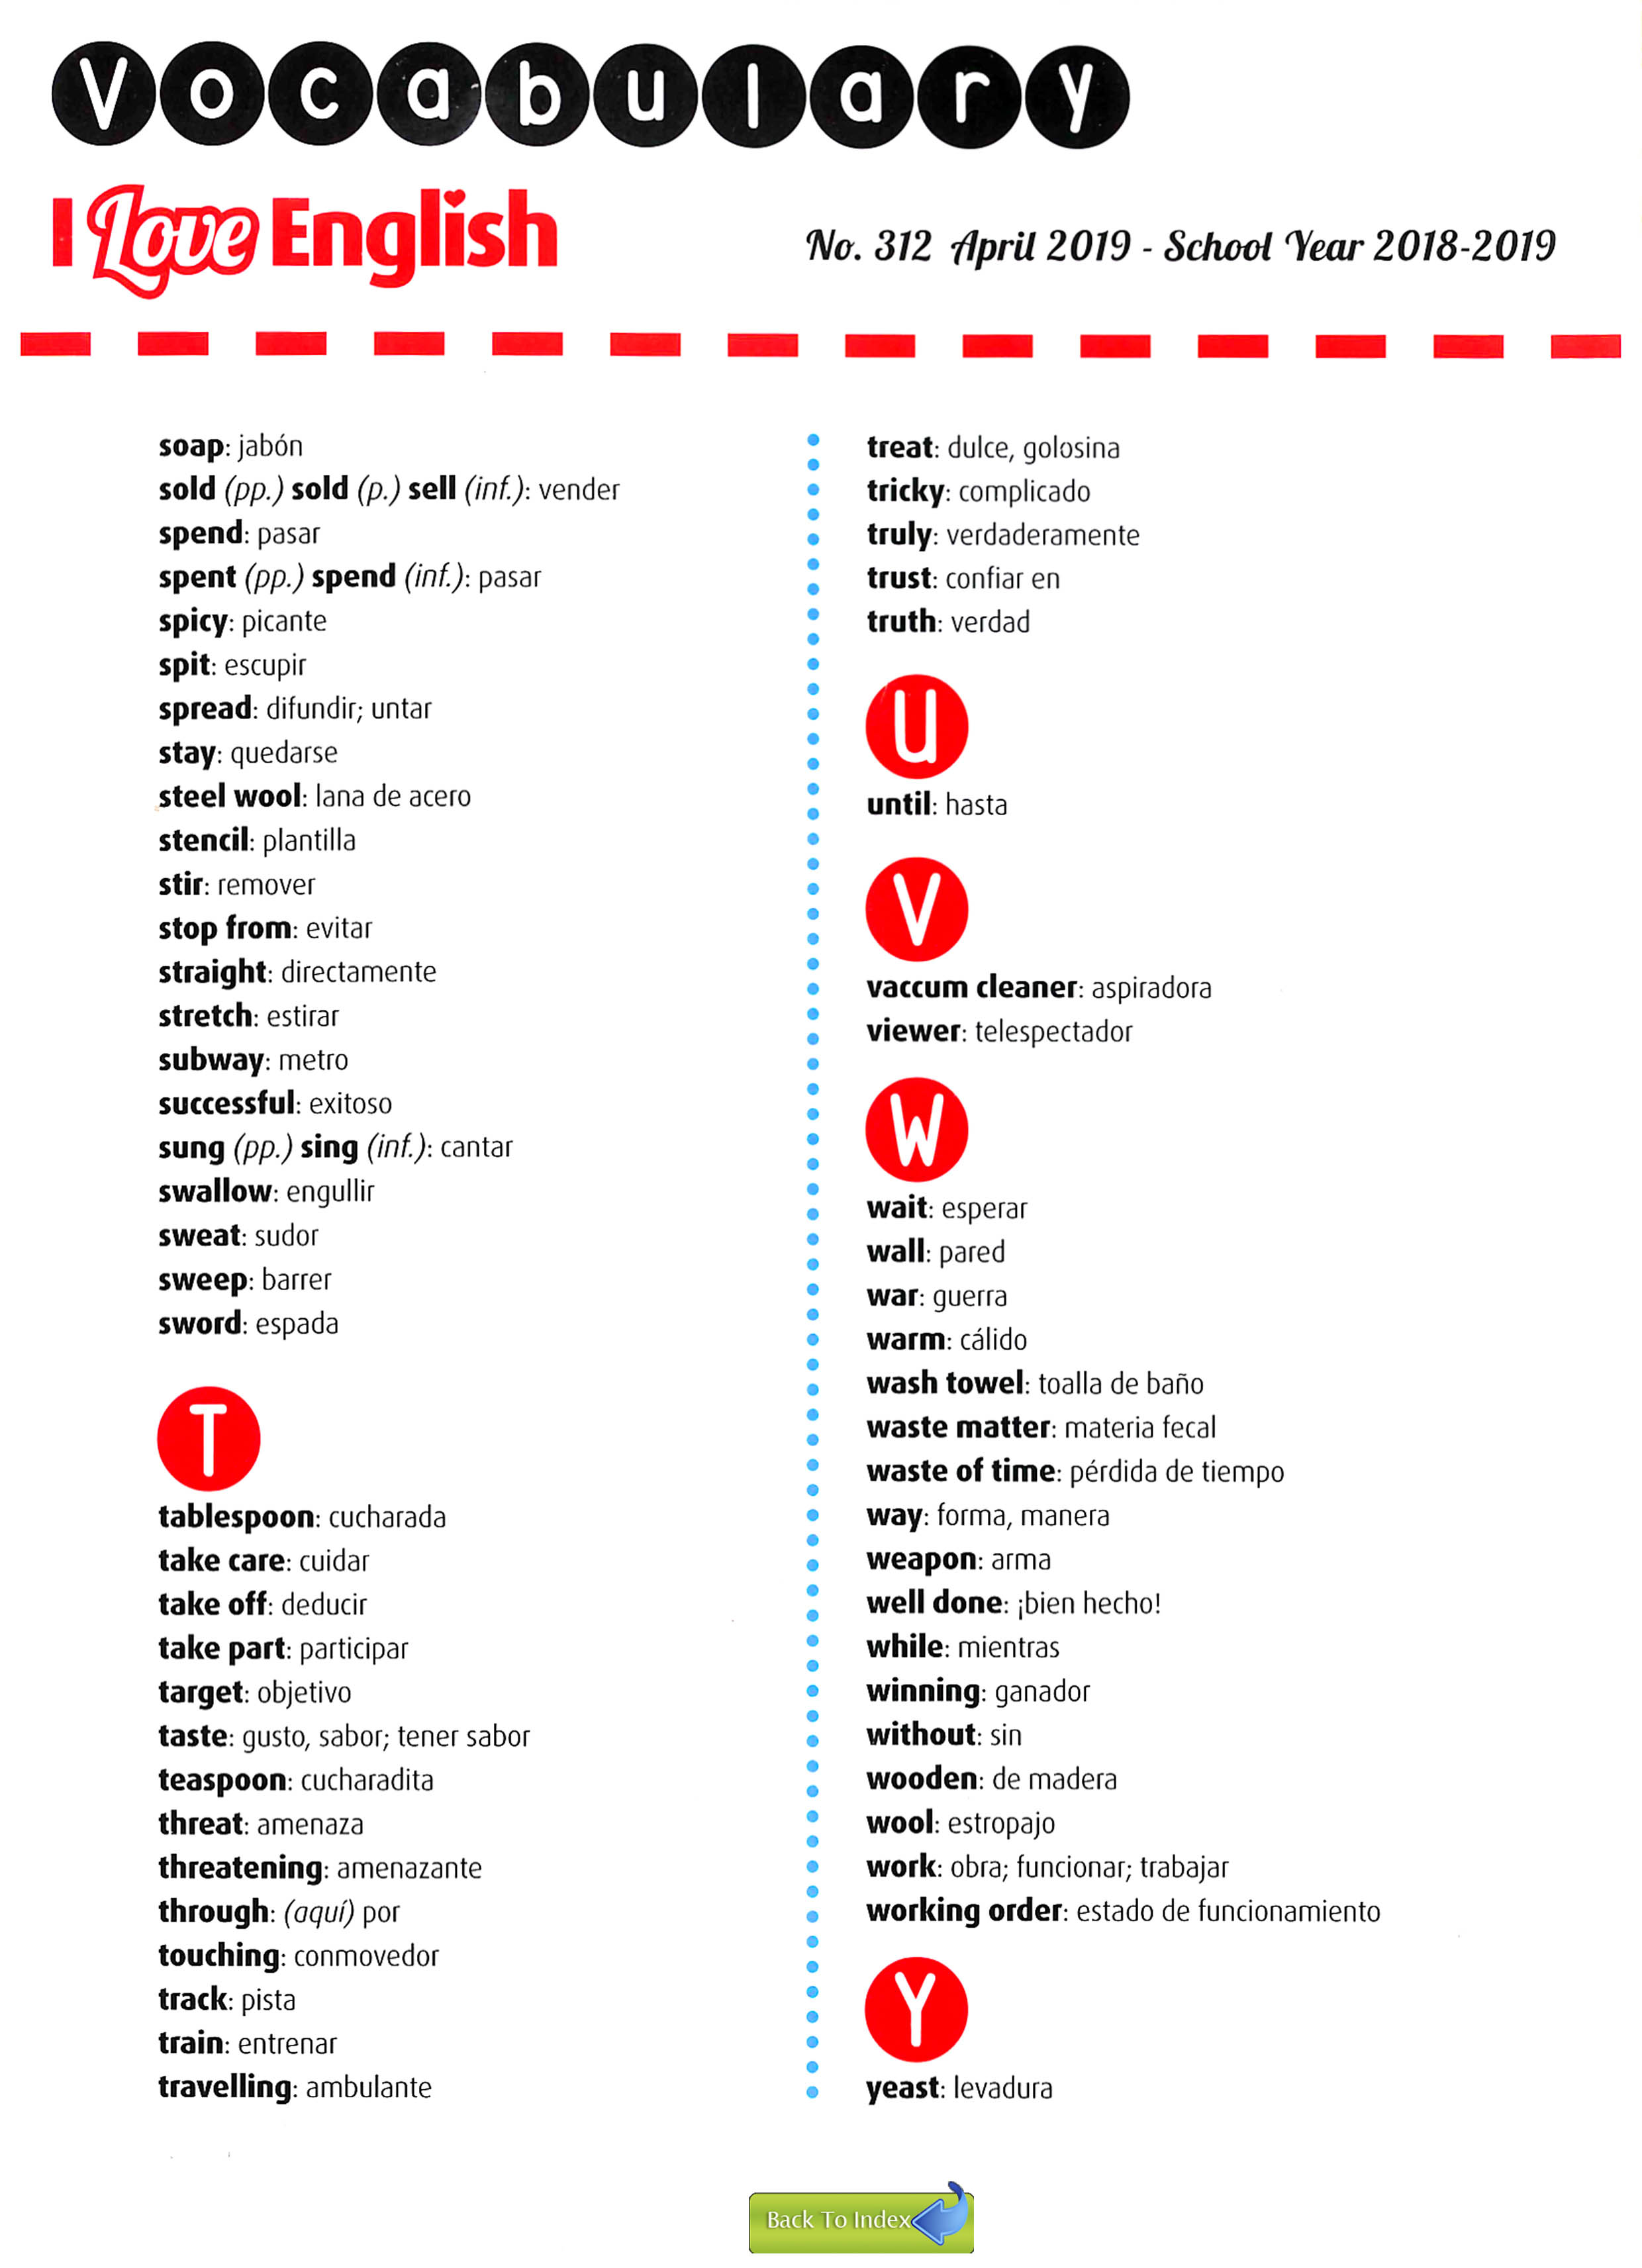 Vocabulary
I Love English
No. 312 April 2019 - School Year 2018-2019
soap: jabón
sold (pp.) sold (p.) sell (inf.): vender
spend: pasar
spent (pp.) spend (inf.): pasar
spicy: picante
spit: escupir
spread: difundir; untar
stay: quedarse
steel wool: lana de acero
stencil: plantilla
stir: remover
stop from: evitar
straight: directamente
stretch: estirar
subway: metro
successful: exitoso
sung (pp.) sing (inf.): cantar
swallow: engullir
sweat: sudor
sweep: barrer
sword: espada
T
tablespoon: cucharada
take care: cuidar
take off: deducir
take part: participar
target: objetivo
taste: gusto, sabor; tener sabor
teaspoon: cucharadita
threat: amenaza
threatening: amenazante
through: (aquí) por
touching: conmovedor
track: pista
train: entrenar
travelling: ambulante
treat: dulce, golosina
tricky: complicado
truly: verdaderamente
trust: confiar en
truth: verdad
U
until: hasta
V
vaccum cleaner: aspiradora
viewer: telespectador
W
wait: esperar
wall: pared
war: guerra
warm: cálido
wash towel: toalla de baño
waste matter: materia fecal
waste of time: pérdida de tiempo
way: forma, manera
weapon: arma
well done: ¡bien hecho!
while: mientras
winning: ganador
without: sin
wooden: de madera
wool: estropajo
work: obra; funcionar; trabajar
working order: estado de funcionamiento
Y
yeast: levadura
Back To Index